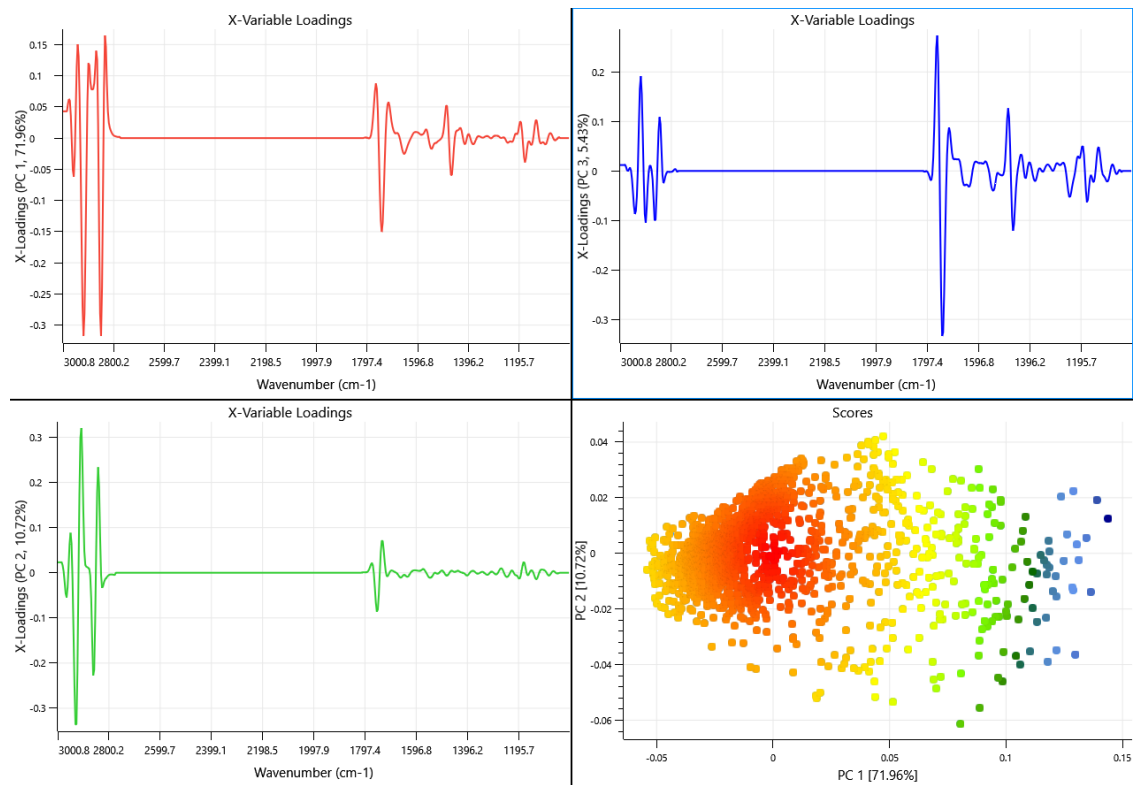 X-Variable Loadings
X-Loadings (PC 1, 71.96%)
0.15
0.1
0.05
0
-0.05
-0.1
-0.15
-0.2
-0.25
-0.3
3000.8 2800.2 2599.7 2399.1 2198.5 1997.9 1797.4 1596.8 1396.2 1195.7
Wavenumber (cm-1)
X-Variable Loadings
X-Loadings (PC 3, 5.43%)
0.2
0.1
0
-0.1
-0.2
-0.3
3000.8 2800.2 2599.7 2399.1 2198.5 1997.9 1797.4 1596.8 1396.2 1195.7
Wavenumber (cm-1)
X-Variable Loadings
X-Loadings (PC 2, 10.72%)
0.3
0.2
0.1
0
-0.1
-0.2
-0.3
3000.8 2800.2 2599.7 2399.1 2198.5 1997.9 1797.4 1596.8 1396.2 1195.7
Wavenumber (cm-1)
Scores
PC 2 [10.72%]
0.04
0.02
0
-0.02
-0.04
-0.06
-0.05 0 0.05 0.1 0.15
PC 1 [71.96%]